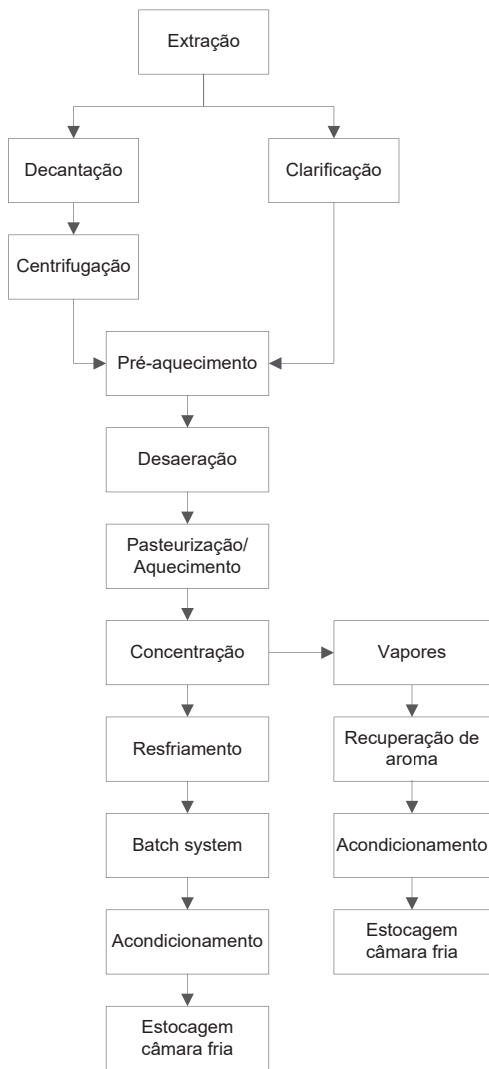 Extração
Decantação
Clarificação
Centrifugação
Pré-aquecimento
Desaeração
Pasteurização/
Aquecimento
Concentração
Vapores
Resfriamento
Recuperação de
aroma
Batch system
Acondicionamento
Acondicionamento
Estocagem
câmara fria
Estocagem
câmara fria